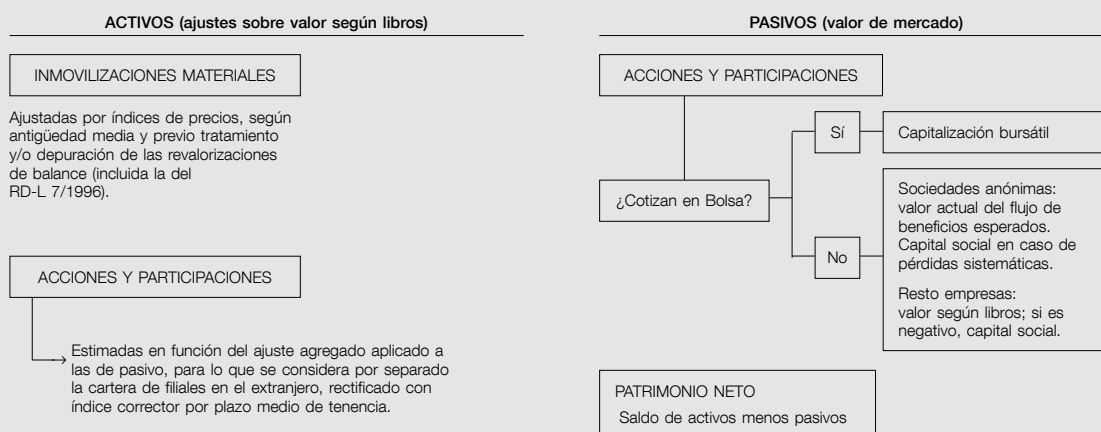 ACTIVOS (ajustes sobre valor según libros)
INMOVILIZACIONES MATERIALES
Ajustadas por índices de precios, según
antigüedad media y previo tratamiento
y/o depuración de las revalorizaciones
de balance (incluida la del
RD-L 7/1996).
ACCIONES Y PARTICIPACIONES
Estimadas en función del ajuste agregado aplicado a
las de pasivo, para lo que se considera por separado
la cartera de filiales en el extranjero, rectificado con
índice corrector por plazo medio de tenencia.
PASIVOS (valor de mercado)
ACCIONES Y PARTICIPACIONES
¿Cotizan en Bolsa?
Sí
Capitalización bursátil
No
Sociedades anónimas:
valor actual del flujo de
beneficios esperados.
Capital social en caso de
pérdidas sistemáticas.
Resto empresas:
valor según libros; si es
negativo, capital social.
PATRIMONIO NETO
Saldo de activos menos pasivos